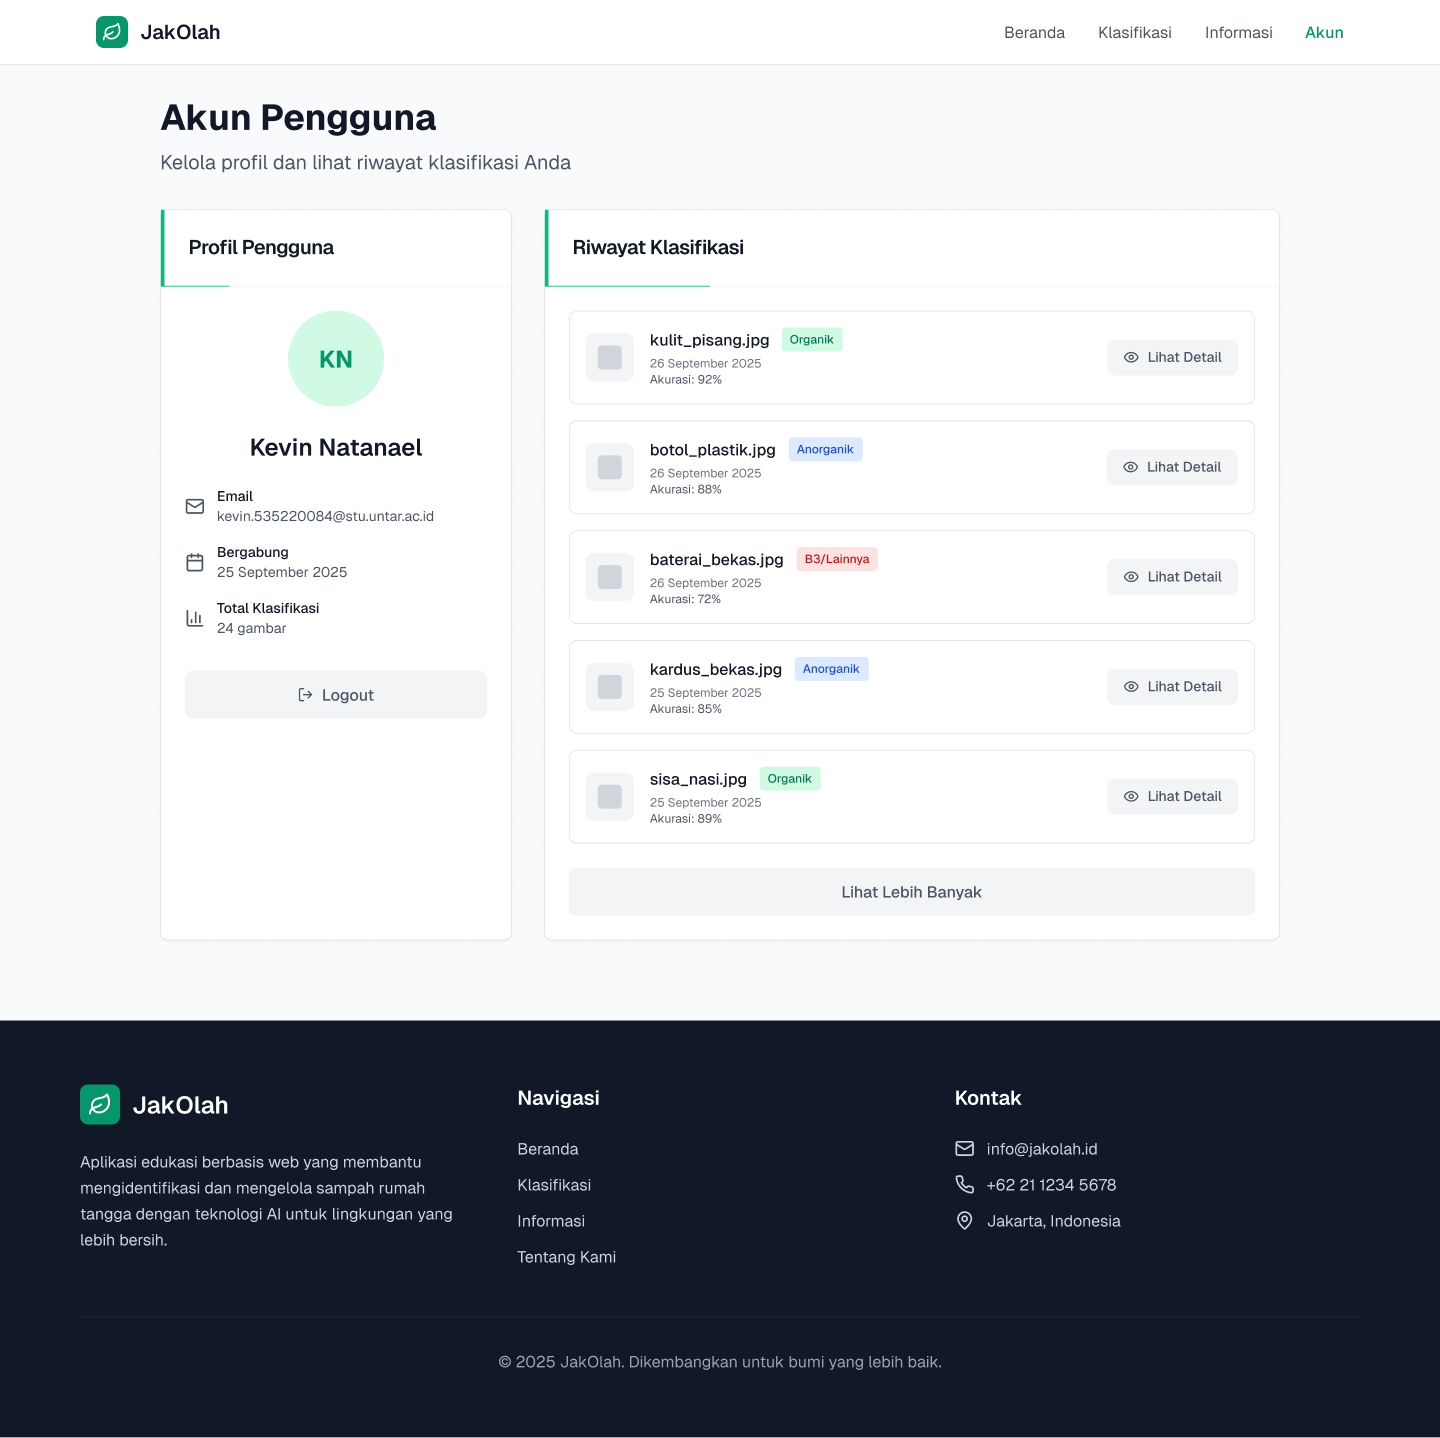 JakOlah
Beranda
Klasifikasi
Informasi
Akun
Akun Pengguna
Kelola profil dan lihat riwayat klasifikasi Anda
Profil Pengguna
KN
Kevin Natanael
Email
kevin.535220084@stu.untar.ac.id
Bergabung
25 September 2025
Total Klasifikasi
24 gambar
Logout
Riwayat Klasifikasi
kulit_pisang.jpg Organik
26 September 2025
Akurasi: 92%
Lihat Detail
botol_plastik.jpg Anorganik
26 September 2025
Akurasi: 88%
Lihat Detail
baterai_bekas.jpg B3/Lainnya
26 September 2025
Akurasi: 72%
Lihat Detail
kardus_bekas.jpg Anorganik
25 September 2025
Akurasi: 85%
Lihat Detail
sisa_nasi.jpg Organik
25 September 2025
Akurasi: 89%
Lihat Detail
Lihat Lebih Banyak
JakOlah
Aplikasi edukasi berbasis web yang membantu
mengidentifikasi dan mengelola sampah rumah
tangga dengan teknologi AI untuk lingkungan yang
lebih bersih.
Navigasi
Beranda
Klasifikasi
Informasi
Tentang Kami
Kontak
info@jakolah.id
+62 21 1234 5678
Jakarta, Indonesia
© 2025 JakOlah. Dikembangkan untuk bumi yang lebih baik.